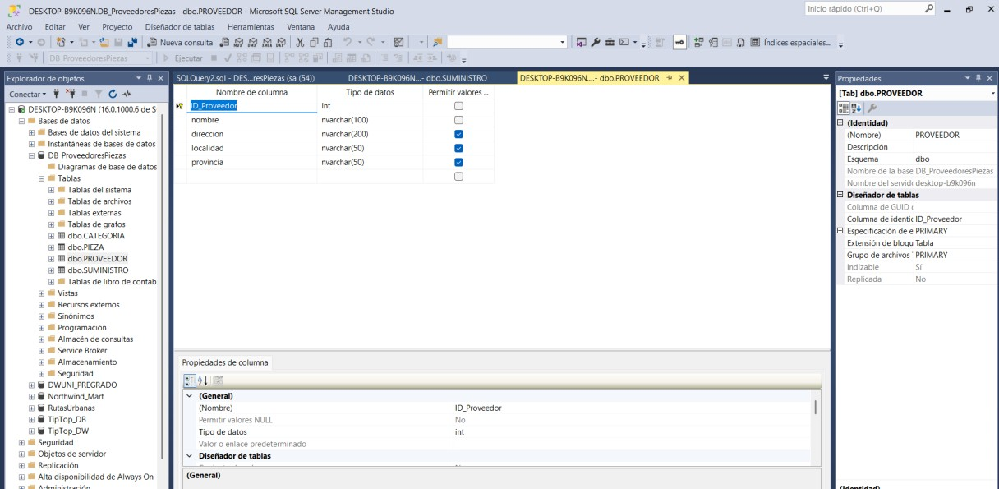 DESKTOP-B9K096N.DB_ProveedoresPiezas - dbo.PROVEEDOR - Microsoft SQL Server Management Studio
Inicio rápido (Ctrl+Q)
Archivo Editar Ver Proyecto Diseñador de tablas Herramientas Ventana Ayuda
Nueva consulta
Índices espaciales...
DB_ProveedoresPiezas
Ejecutar
Explorador de objetos
Conectar
DESKTOP-B9K096N (16.0.1000.6 de S
Bases de datos
Bases de datos del sistema
Instantáneas de bases de datos
DB_ProveedoresPiezas
Diagramas de base de datos
Tablas
Tablas del sistema
Tablas de archivos
Tablas externas
Tablas de grafos
dbo.CATEGORIA
dbo.PIEZA
dbo.PROVEEDOR
dbo.SUMINISTRO
Tablas de libro de contab
Vistas
Recursos externos
Sinónimos
Programación
Almacén de consultas
Service Broker
Almacenamiento
Seguridad
DWUNI_PREGRADO
Northwind_Mart
RutasUrbanas
TipTop_DB
TipTop_DW
Seguridad
Objetos de servidor
Replicación
Alta disponibilidad de Always On
Administración
SQLQuery2.sql - DES...resPiezas (sa (54))
DESKTOP-B9K096N...- dbo.SUMINISTRO
DESKTOP-B9K096N....- dbo.PROVEEDOR
Nombre de columna Tipo de datos Permitir valores ...
ID_Proveedor int
nombre nvarchar(100)
direccion nvarchar(200)
localidad nvarchar(50)
provincia nvarchar(50)
Propiedades de columna
(General)
(Nombre) ID_Proveedor
Permitir valores NULL No
Tipo de datos int
Valor o enlace predeterminado
Diseñador de tablas
(General)
Propiedades
[Tab] dbo.PROVEEDOR
(Identidad)
(Nombre) PROVEEDOR
Descripción
Esquema dbo
Nombre de la base DB_ProveedoresPiezas
Nombre del servid desktop-b9k096n
Diseñador de tablas
Columna de GUID
Columna de identic ID_Proveedor
Especificación de e PRIMARY
Extensión de bloqu Tabla
Grupo de archivos PRIMARY
Indizable Sí
Replicada No
(Identidad)